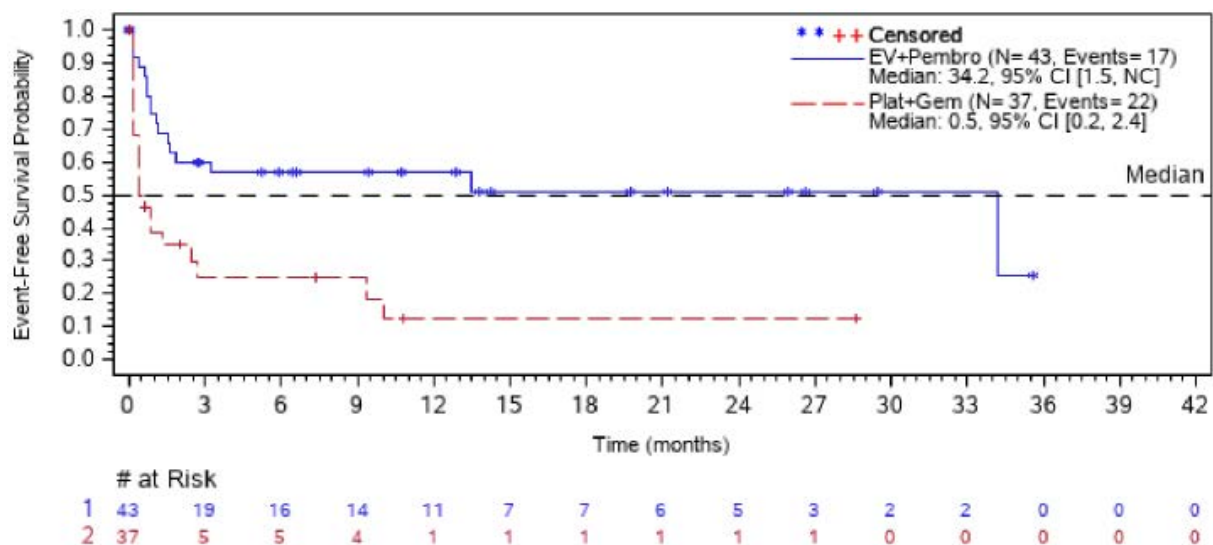 Event-Free Survival Probability
1.0
0.9
0.8
0.7
0.6
0.5
0.4
0.3
0.2
0.1
0.0
** ++ Censored
EV+Pembro (N= 43, Events= 17)
Median: 34.2, 95% CI [1.5, NC]
Plat+Gem (N= 37, Events= 22)
Median: 0.5, 95% CI [0.2, 2.4]
Median
0 3 6 9 12 15 18 21 24 27 30 33 36 39 42
Time (months)
# at Risk
1 43 19 16 14 11 7 7 6 5 3 2 2 0 0 0
2 37 5 5 4 1 1 1 1 1 1 0 0 0 0 0